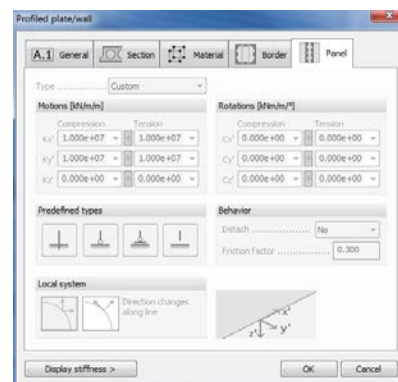 Profiled plate/wall
A.1 General Section Material Border Panel
Type .................. Custom
Motions [kN/m/m]
Compression Tension
Kx' 1.000e+07 1.000e+07
Ky' 1.000e+07 1.000e+07
Kz' 0.000e+00 0.000e+00
Rotations [kNm/m/°]
Compression Tension
Cx' 0.000e+00 0.000e+00
Cy' 0.000e+00 0.000e+00
Cz' 0.000e+00 0.000e+00
Predefined types
Behavior
Detach .................. No
Friction factor .................. 0.300
Local system
Direction changes
along line
x'
z' y'
Display stiffness > OK Cancel